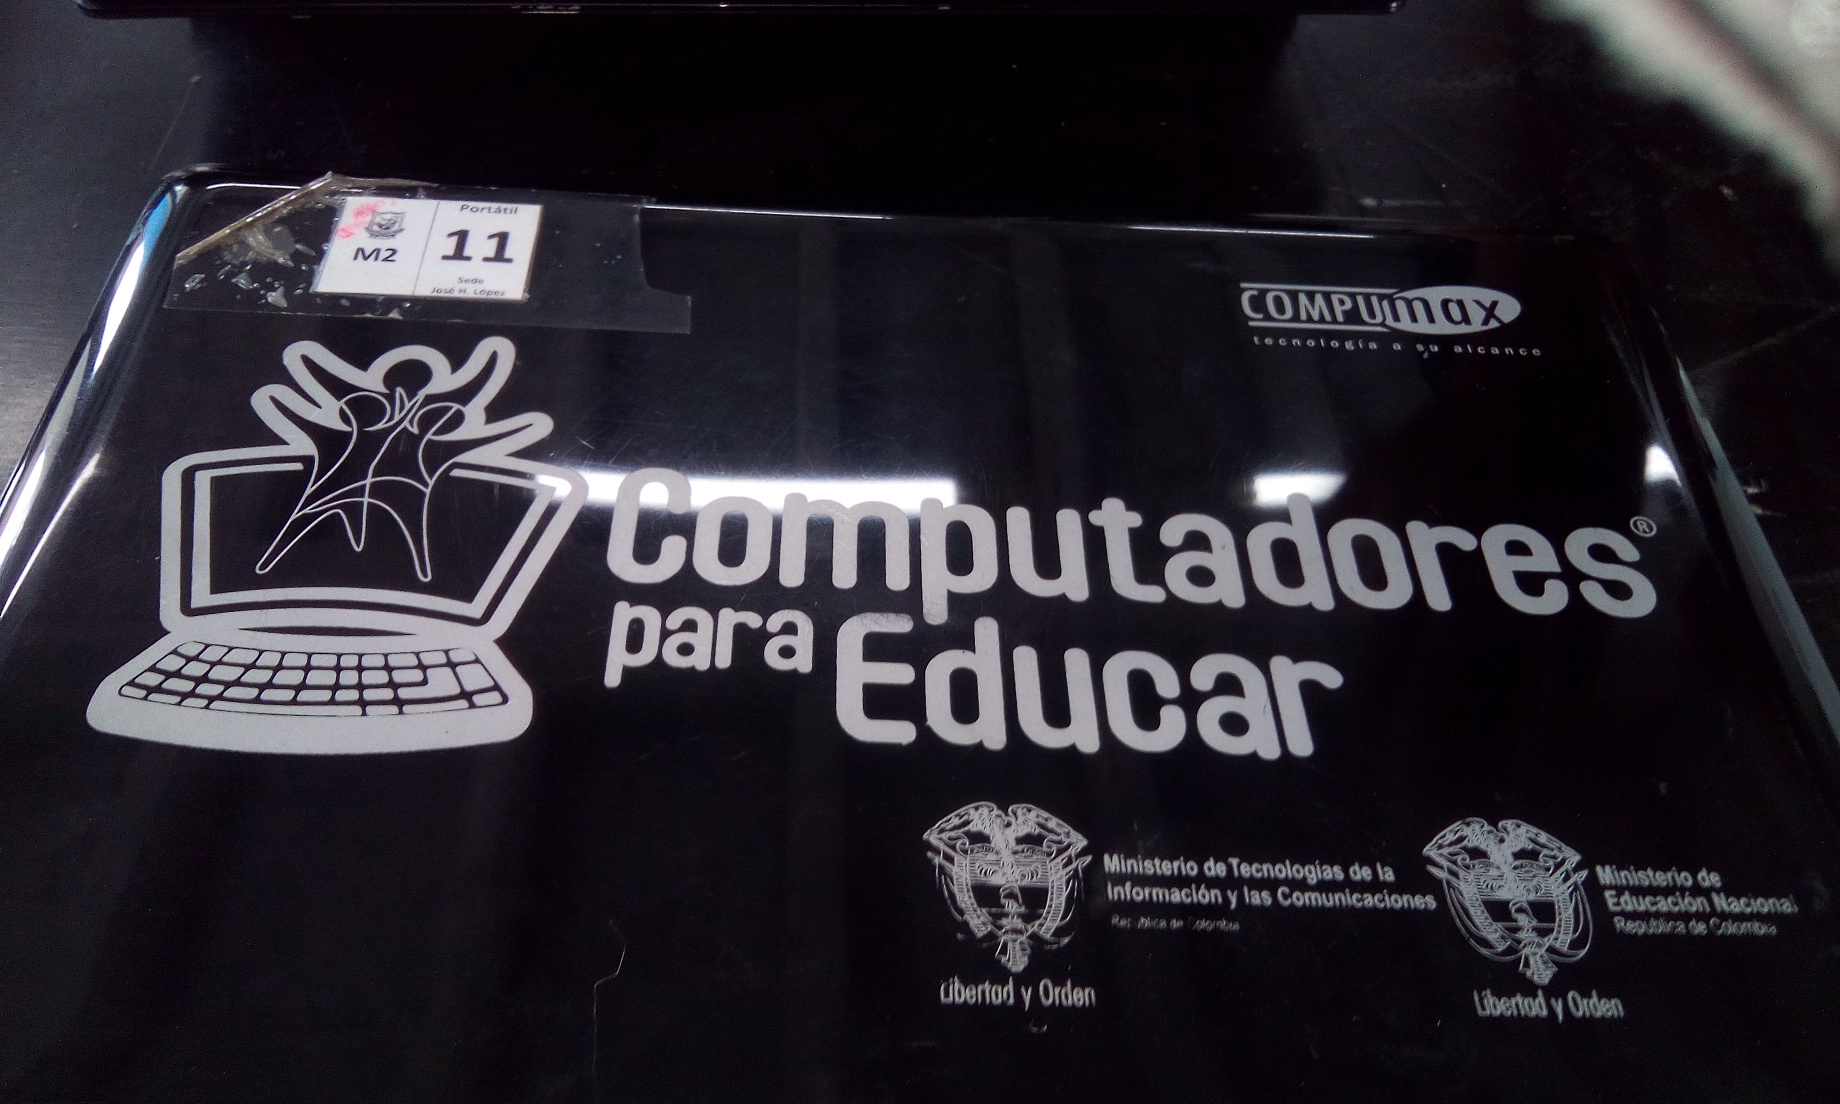 M2
Portátil
11
Sede
José H. López
COMPUmax
tecnología a su alcance
Computadores®
para Educar
Ministerio de Tecnologías de la
Información y las Comunicaciones
República de Colombia
Libertad y Orden
Ministerio de
Educación Nacional
República de Colombia
Libertad y Orden